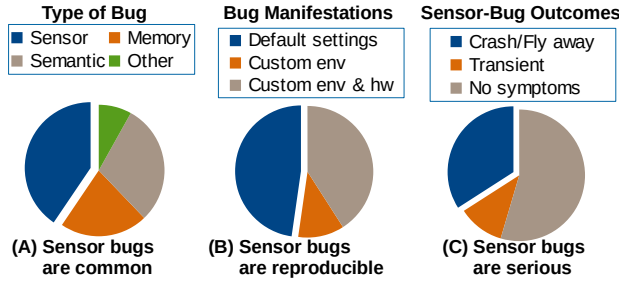 Type of Bug
Sensor
Memory
Semantic
Other
(A) Sensor bugs
are common
Bug Manifestations
Default settings
Custom env
Custom env & hw
(B) Sensor bugs
are reproducible
Sensor-Bug Outcomes
Crash/Fly away
Transient
No symptoms
(C) Sensor bugs
are serious